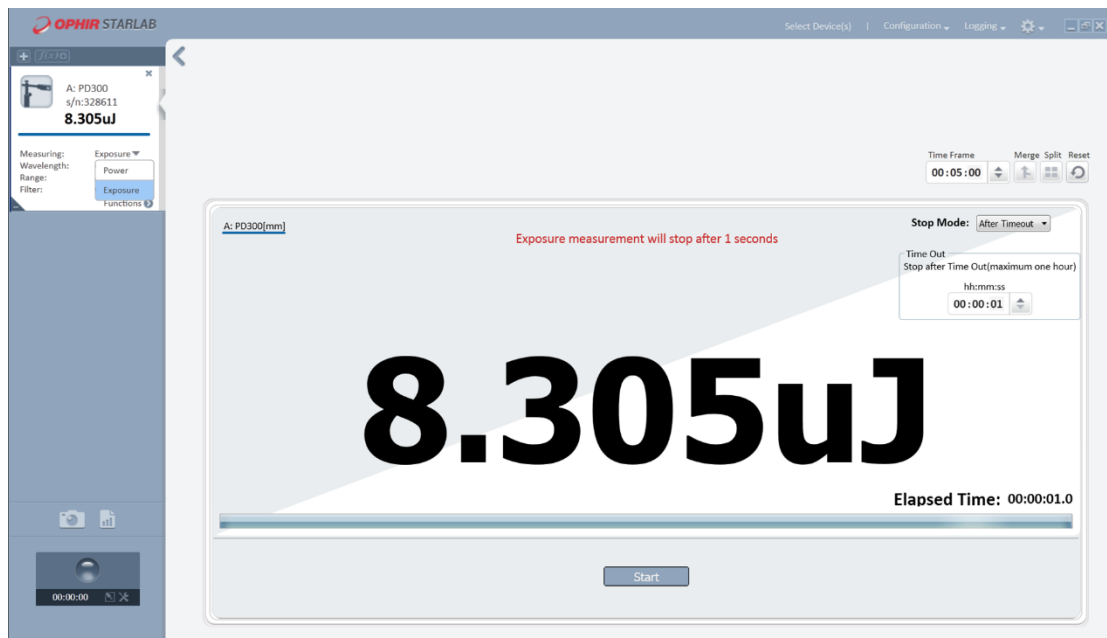 OPHIR STARLAB
Select Device(s) | Configuration Logging
f(x)
A: PD300
s/n:328611
8.305uJ
Measuring: Exposure
Wavelength:
Range:
Filter:
Power
Exposure
Functions
Time Frame Merge Split Reset
00:05:00
A: PD300[mm]
Exposure measurement will stop after 1 seconds
Stop Mode: After Timeout
Time Out
Stop after Time Out(maximum one hour)
hh:mm:ss
00:00:01
8.305uJ
Elapsed Time: 00:00:01.0
Start
00:00:00